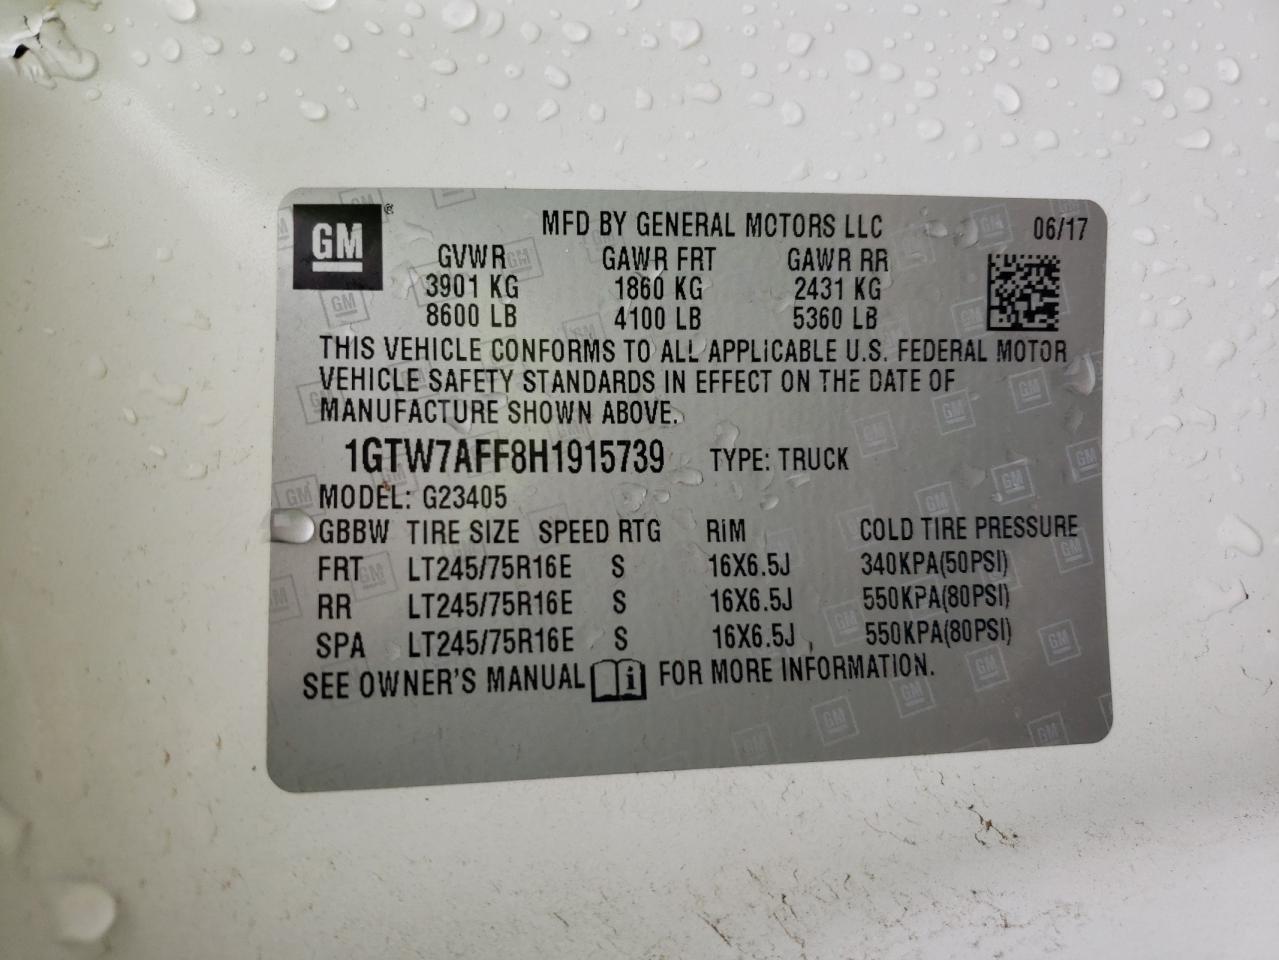 GM® MFD BY GENERAL MOTORS LLC 06/17
GVWR GAWR FRT GAWR RR
3901 KG 1860 KG 2431 KG
8600 LB 4100 LB 5360 LB
THIS VEHICLE CONFORMS TO ALL APPLICABLE U.S. FEDERAL MOTOR
VEHICLE SAFETY STANDARDS IN EFFECT ON THE DATE OF
MANUFACTURE SHOWN ABOVE.
1GTW7AFF8H1915739 TYPE: TRUCK
MODEL: G23405
GBBW TIRE SIZE SPEED RTG RIM COLD TIRE PRESSURE
FRT LT245/75R16E S 16X6.5J 340KPA(50PSI)
RR LT245/75R16E S 16X6.5J 550KPA(80PSI)
SPA LT245/75R16E S 16X6.5J 550KPA(80PSI)
SEE OWNER'S MANUAL i FOR MORE INFORMATION.